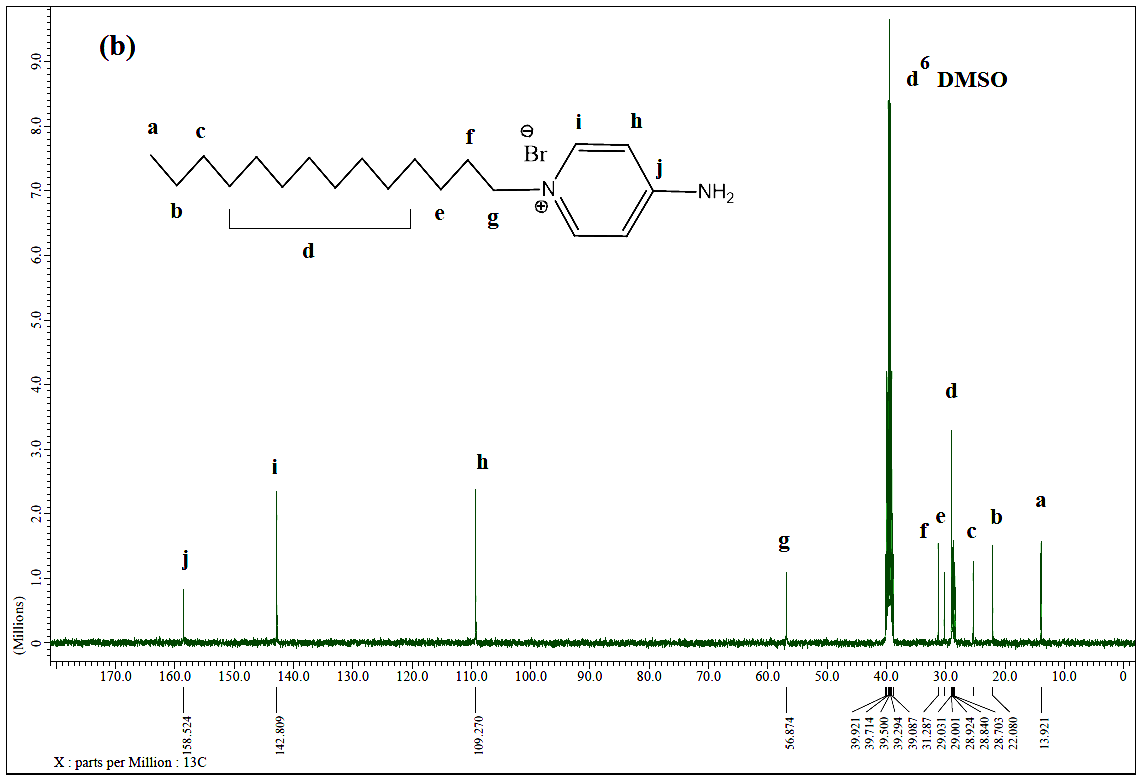 (b)
d6 DMSO
a
c
f
i
h
⊖
Br
j
N
⊕
NH2
b
e
g
d
d
i
h
j
g
f
e
c
b
a
9.0
8.0
7.0
6.0
5.0
4.0
3.0
2.0
1.0
0
(Millions)
170.0 160.0 150.0 140.0 130.0 120.0 110.0 100.0 90.0 80.0 70.0 60.0 50.0 40.0 30.0 20.0 10.0 0
158.524
142.809
109.270
56.874
39.921
39.714
39.500
39.294
39.087
31.287
29.031
29.001
28.924
28.840
28.703
22.080
13.921
X : parts per Million : 13C